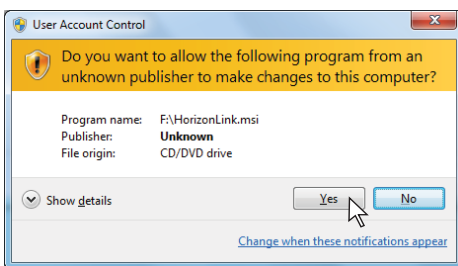 User Account Control
Do you want to allow the following program from an
unknown publisher to make changes to this computer?
Program name: F:\HorizonLink.msi
Publisher: Unknown
File origin: CD/DVD drive
Show details
Yes
No
Change when these notifications appear